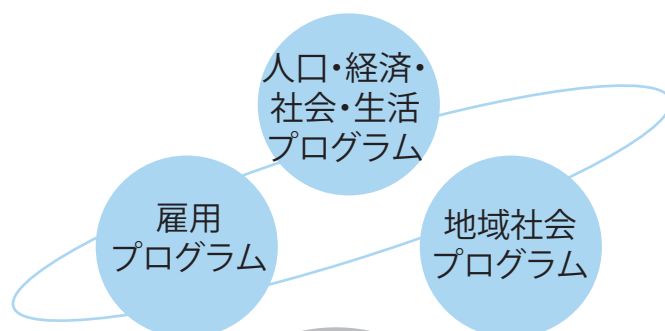 人口・経済・
社会・生活
プログラム
雇用
プログラム
地域社会
プログラム